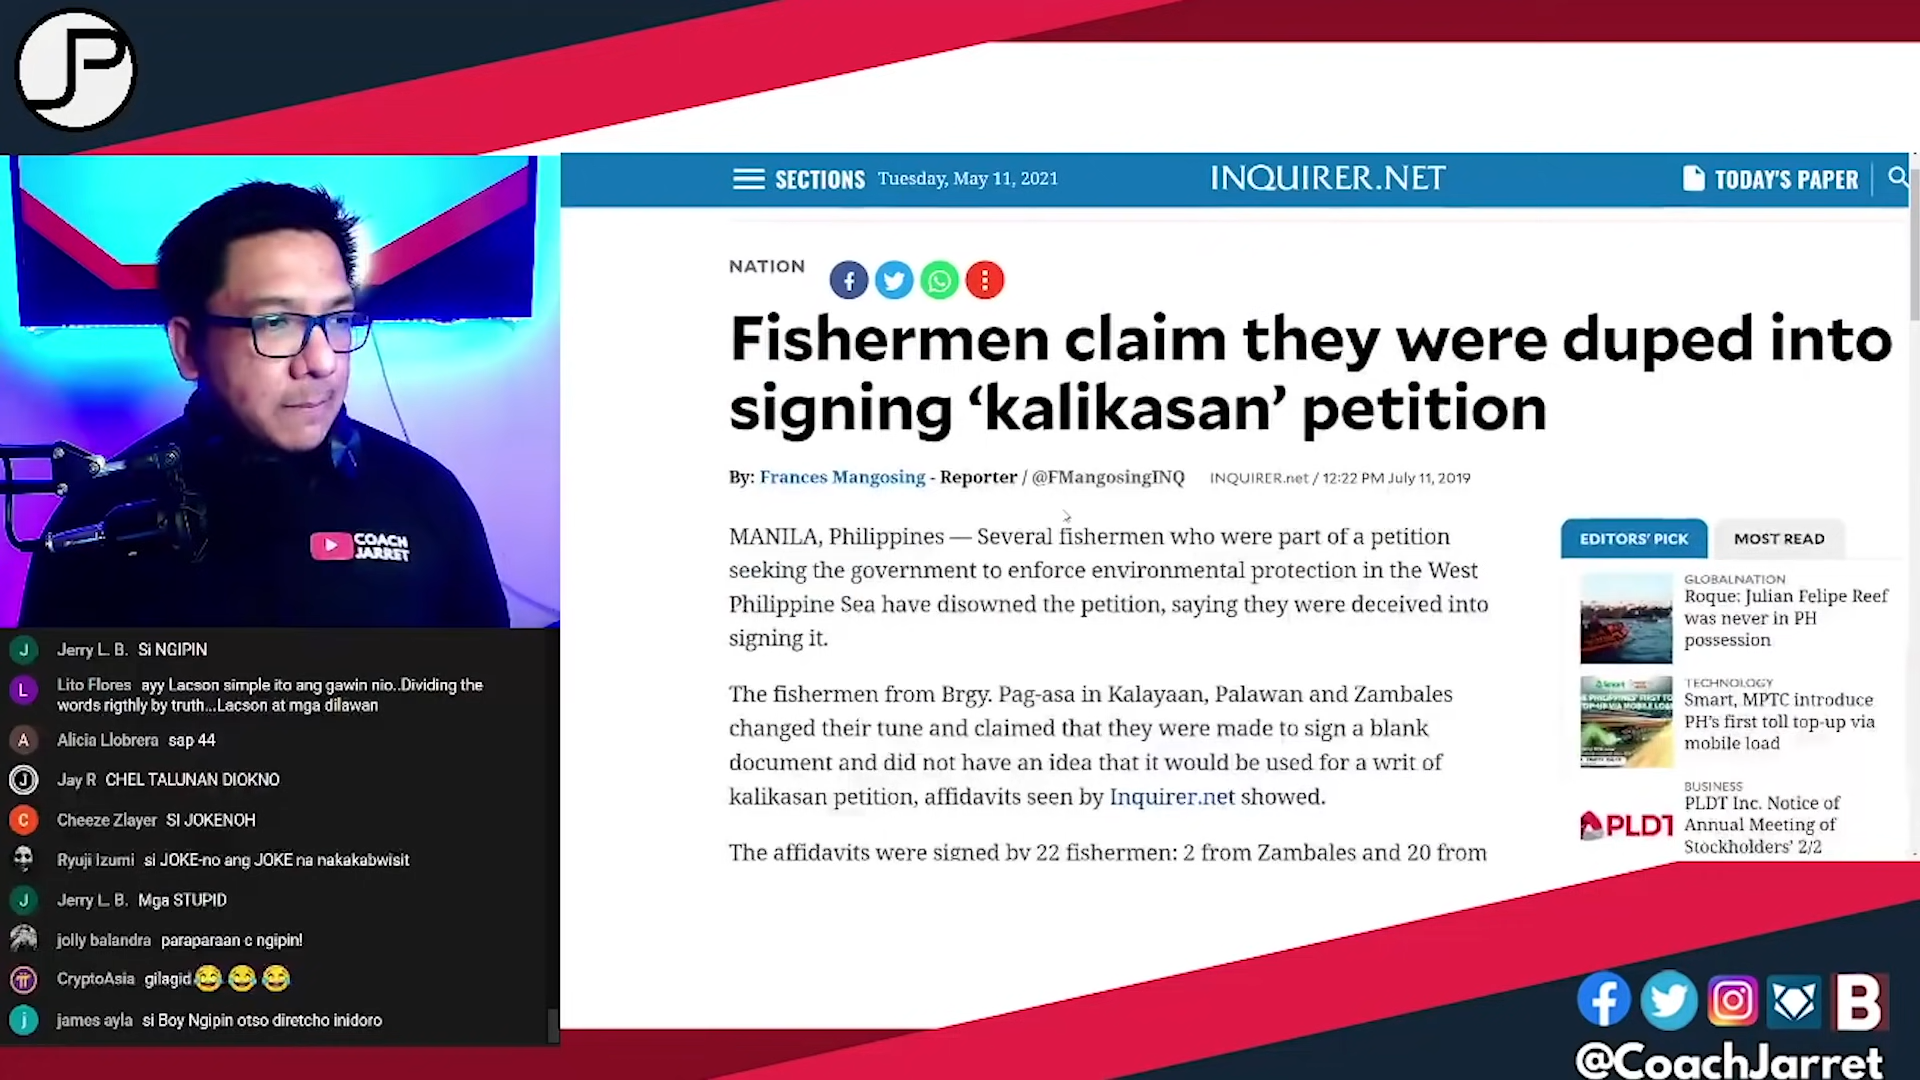 JP
SECTIONS Tuesday, May 11, 2021 INQUIRER.NET TODAY'S PAPER
NATION
Fishermen claim they were duped into
signing ‘kalikasan’ petition
By: Frances Mangosing - Reporter / @FMangosingINQ INQUIRER.net / 12:22 PM July 11, 2019
MANILA, Philippines — Several fishermen who were part of a petition
seeking the government to enforce environmental protection in the West
Philippine Sea have disowned the petition, saying they were deceived into
signing it.
The fishermen from Brgy. Pag-asa in Kalayaan, Palawan and Zambales
changed their tune and claimed that they were made to sign a blank
document and did not have an idea that it would be used for a writ of
kalikasan petition, affidavits seen by Inquirer.net showed.
The affidavits were signed by 22 fishermen: 2 from Zambales and 20 from
EDITORS' PICK MOST READ
GLOBALNATION
Roque: Julian Felipe Reef
was never in PH
possession
TECHNOLOGY
Smart, MPTC introduce
PH's first toll top-up via
mobile load
BUSINESS
PLDT Inc. Notice of
Annual Meeting of
Stockholders' 2/2
PLDT
COACH
JARRET
J Jerry L. B. Si NGIPIN
L Lito Flores ayy Lacson simple ito ang gawin nio..Dividing the
words rigthly by truth...Lacson at mga dilawan
A Alicia Llobrera sap 44
J Jay R CHEL TALUNAN DIOKNO
C Cheeze Zlayer SI JOKENOH
Ryuji Izumi si JOKE-no ang JOKE na nakakabwisit
J Jerry L. B. Mga STUPID
jolly balandra paraparaan c ngipin!
CryptoAsia gilagid😂😂😂
j james ayla si Boy Ngipin otso diretcho inidoro
B
@CoachJarret